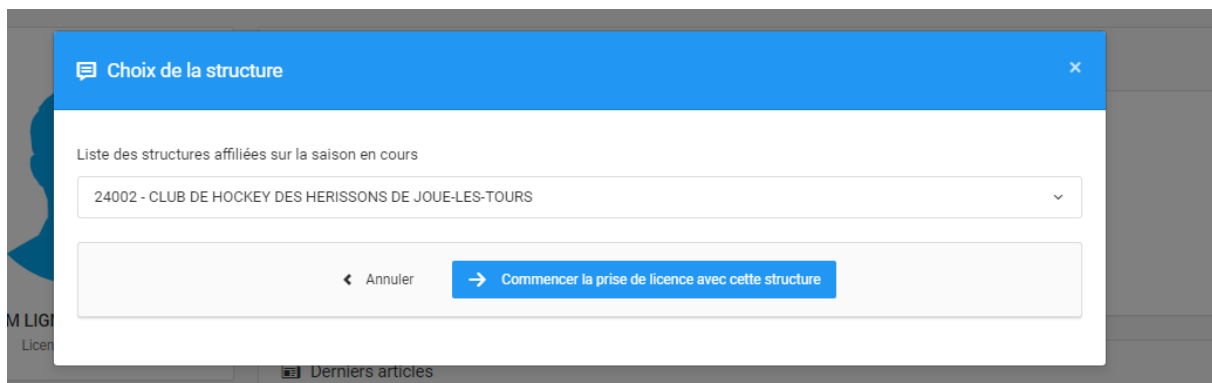 Choix de la structure
×
Liste des structures affiliées sur la saison en cours
24002 - CLUB DE HOCKEY DES HERISSONS DE JOUE-LES-TOURS
Annuler
Commencer la prise de licence avec cette structure
Derniers articles